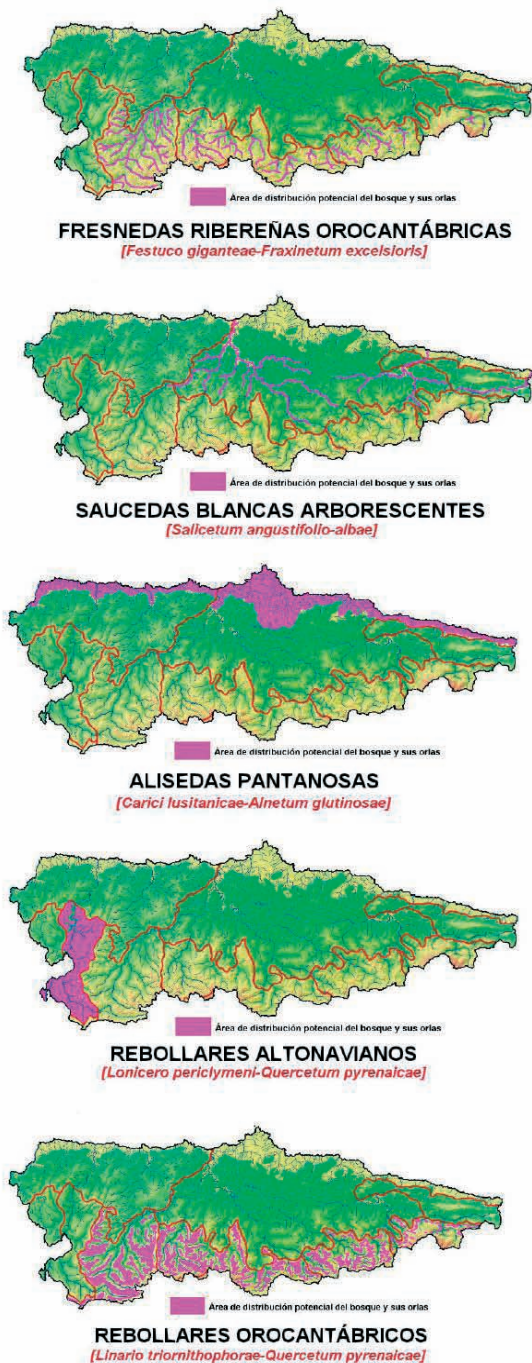 Área de distribución potencial del bosque y sus orlas
FRESNEDAS RIBEREÑAS OROCANTÁBRICAS
[Festuco giganteae-Fraxinetum excelsioris]
Área de distribución potencial del bosque y sus orlas
SAUCEDAS BLANCAS ARBORESCENTES
[Salicetum angustifolio-albae]
Área de distribución potencial del bosque y sus orlas
ALISEDAS PANTANOSAS
[Carici lusitanicae-Alnetum glutinosae]
Área de distribución potencial del bosque y sus orlas
REBOLLARES ALTONAVIANOS
[Lonicero periclymeni-Quercetum pyrenaicae]
Área de distribución potencial del bosque y sus orlas
REBOLLARES OROCANTÁBRICOS
[Linario triornithophorae-Quercetum pyrenaicae]